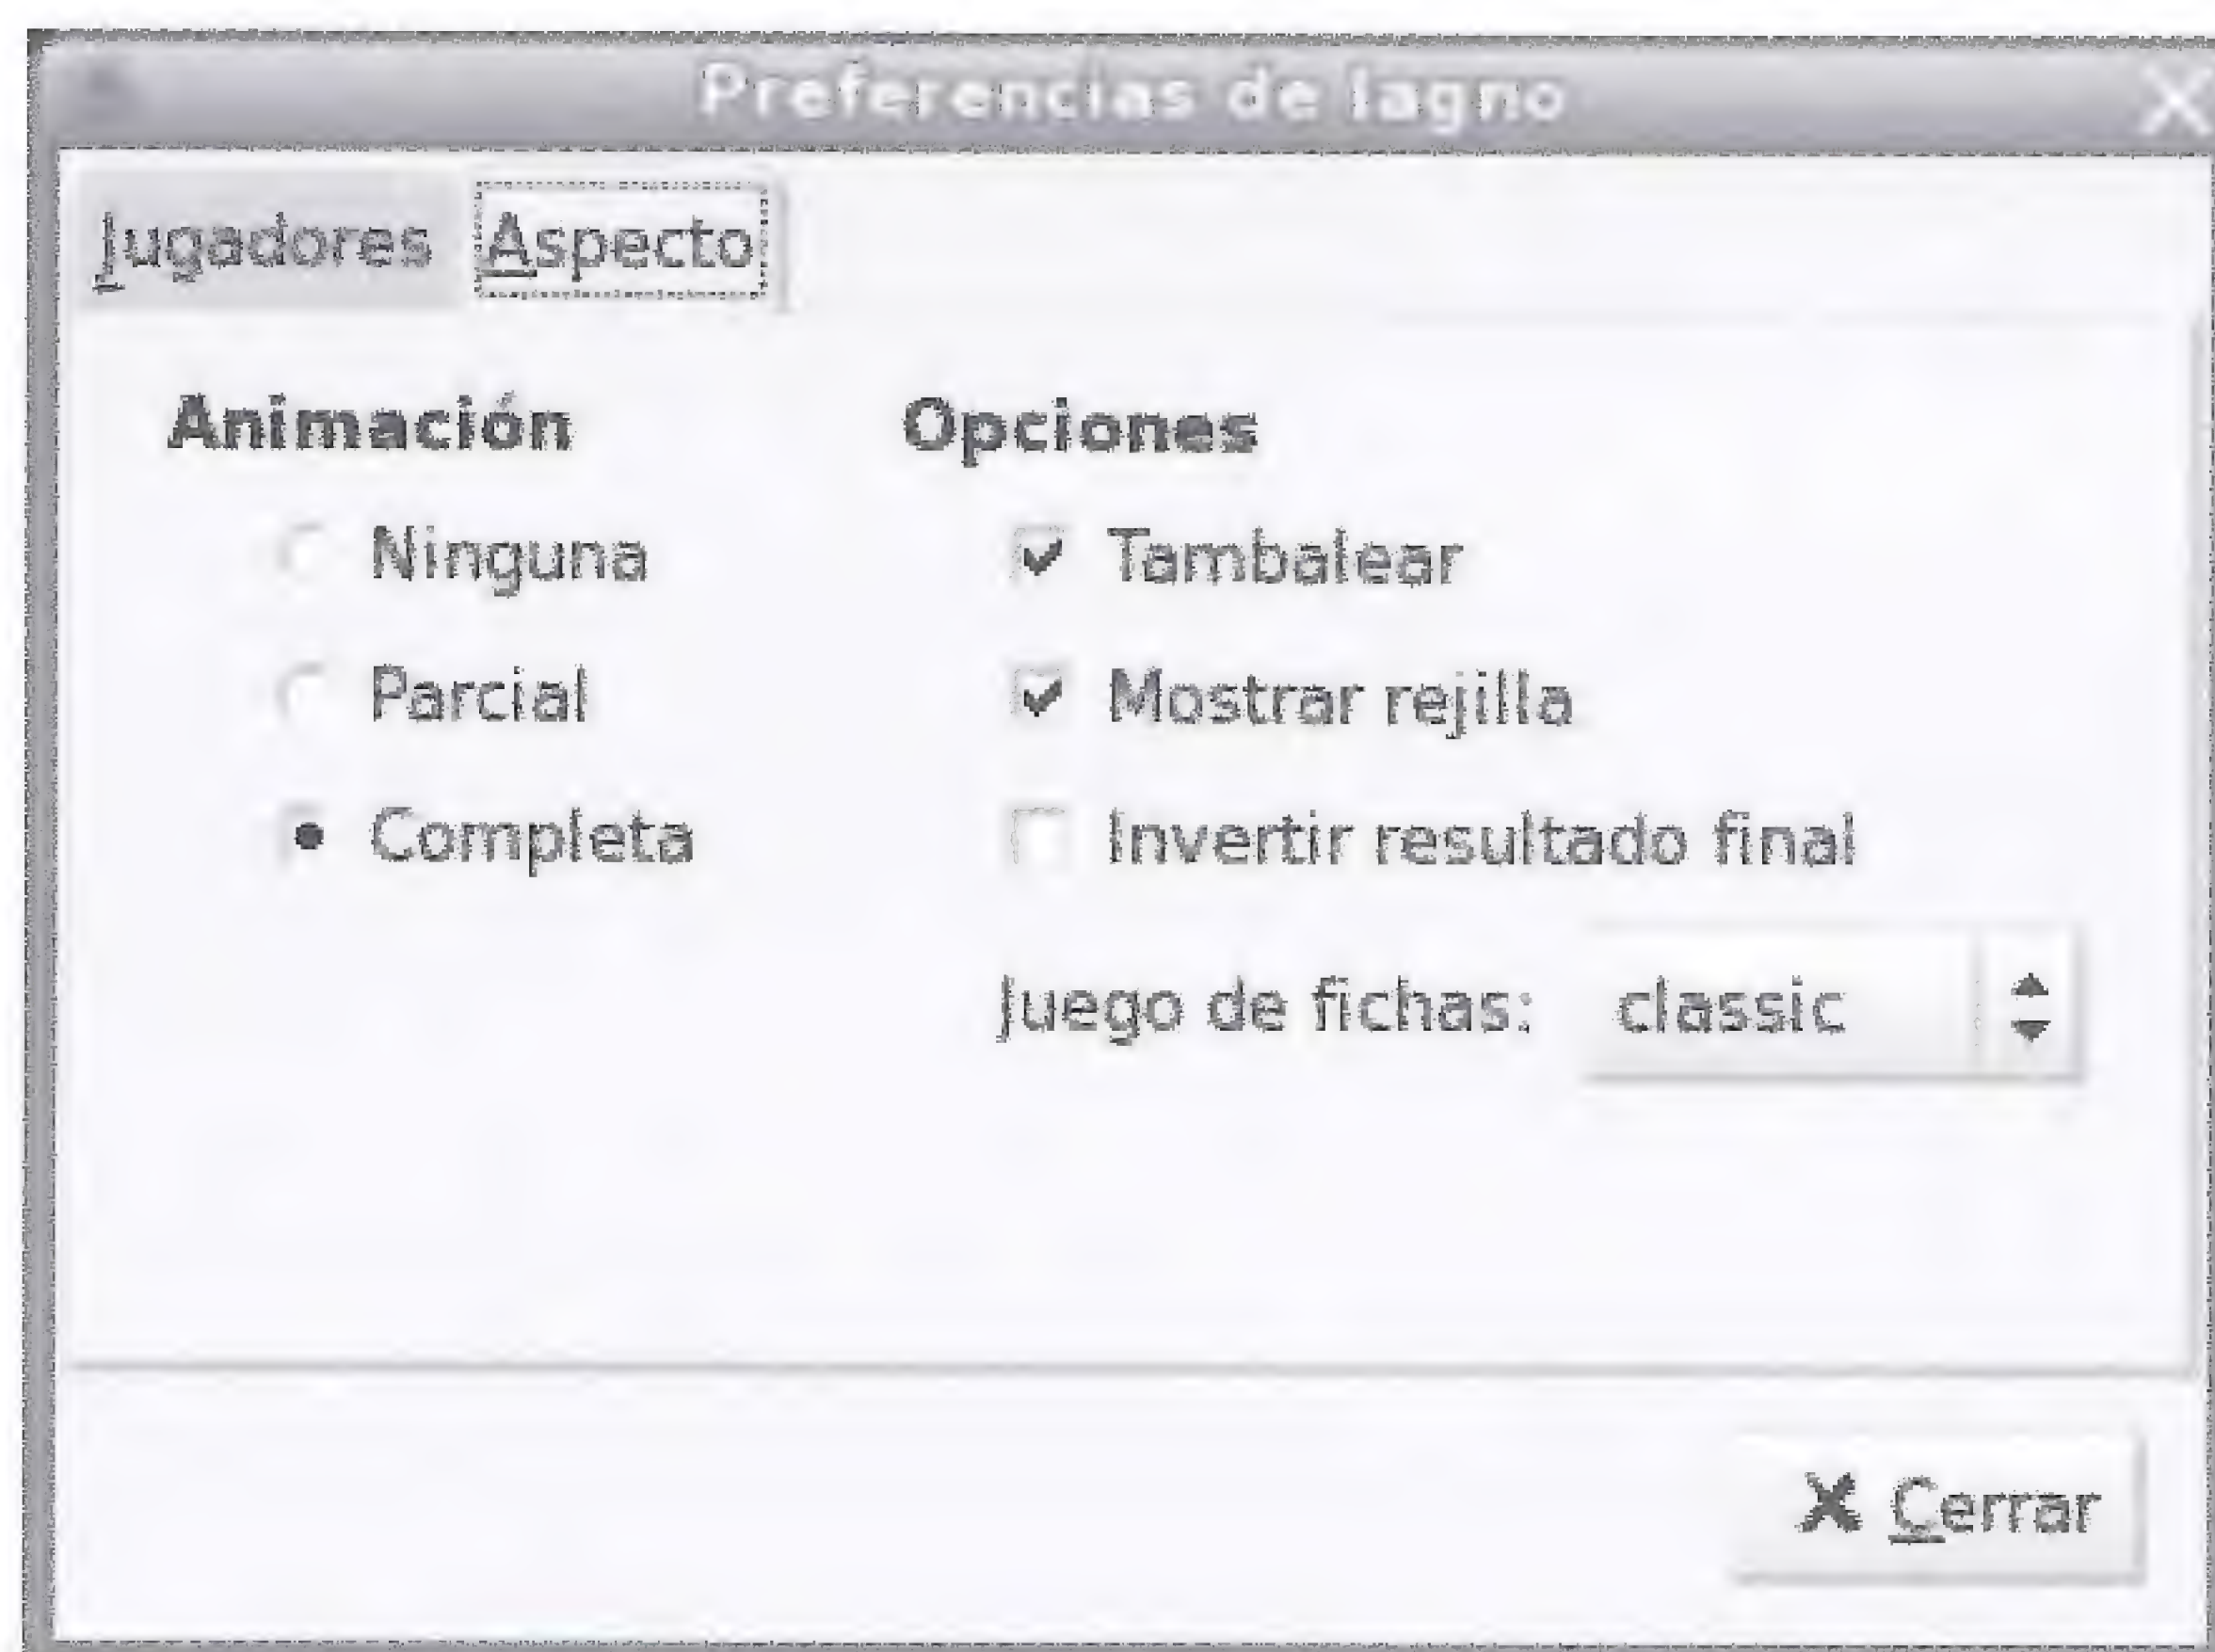 Preferencias de Iagno
Jugadores Aspecto
Animación
Ninguna
Parcial
Completa
Opciones
Tambalear
Mostrar rejilla
Invertir resultado final
Juego de fichas: classic
Cerrar